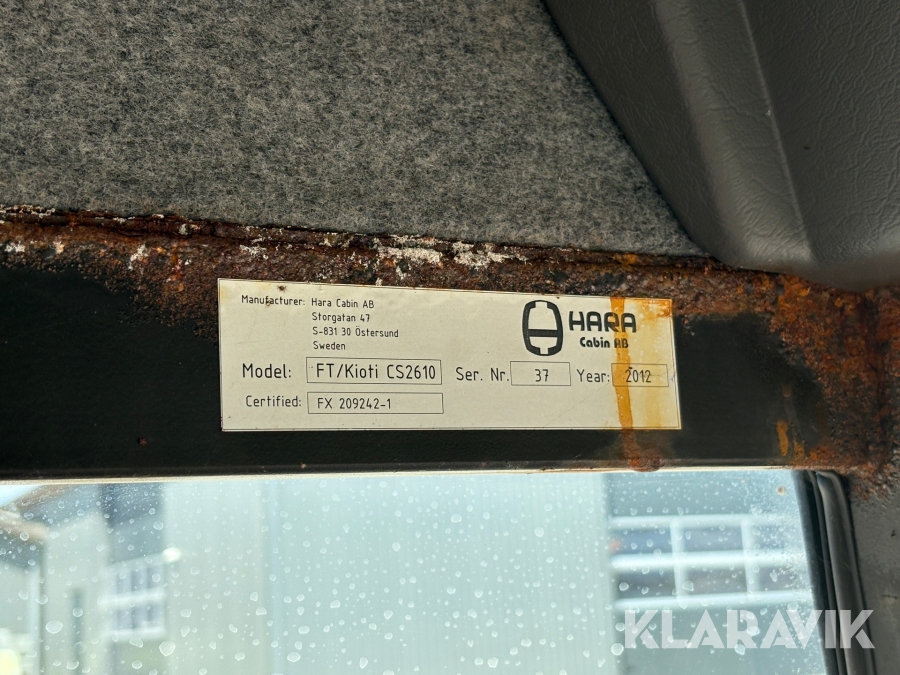 Manufacturer: Hara Cabin AB
Storgatan 47
S-831 30 Östersund
Sweden
HARA
Cabin AB
Model: FT/Kioti CS2610 Ser. Nr. 37 Year: 2012
Certified: FX 209242-1
KLARAVIK